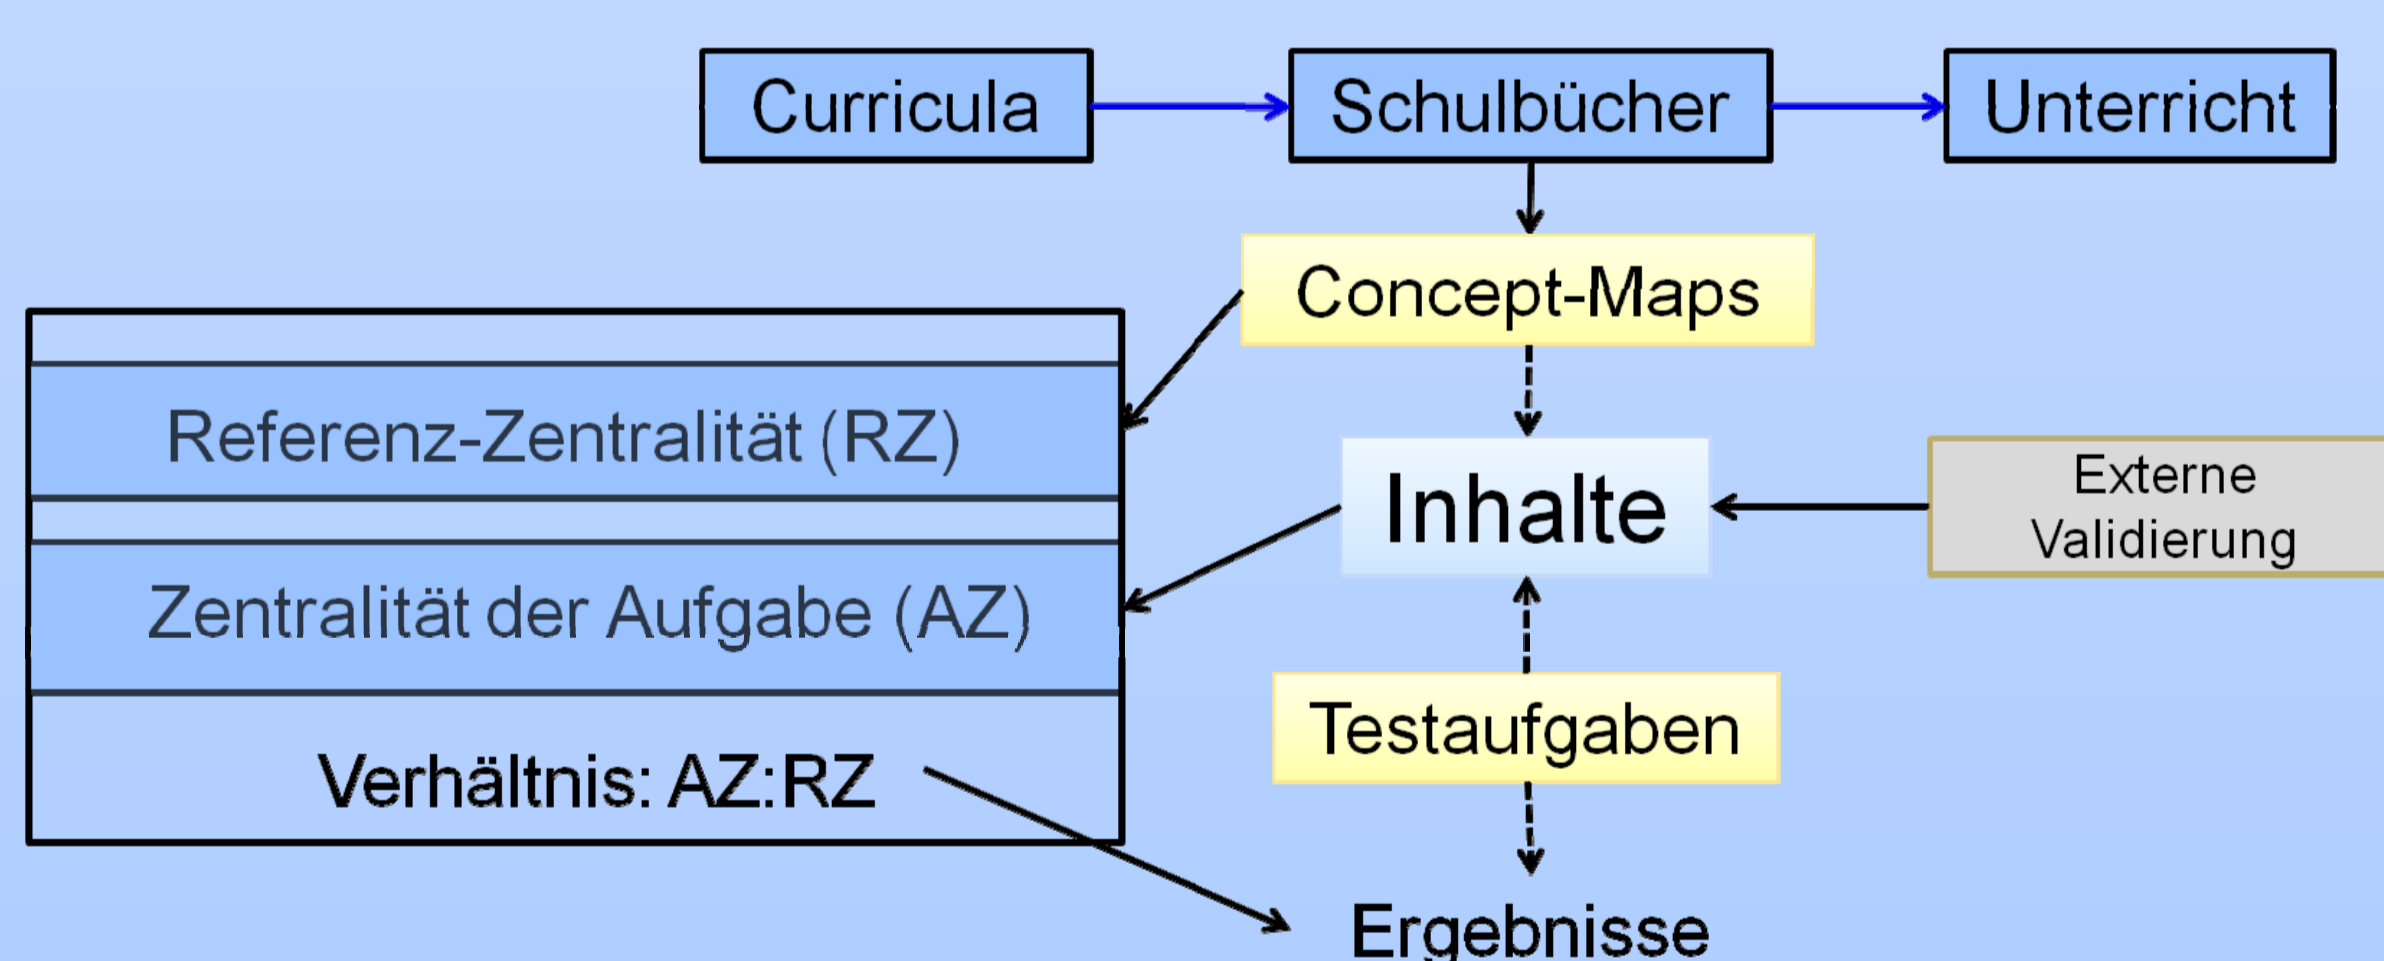 Curricula
Schulbücher
Unterricht
Concept-Maps
Referenz-Zentralität (RZ)
Inhalte
Externe
Validierung
Zentralität der Aufgabe (AZ)
Testaufgaben
Verhältnis: AZ:RZ
Ergebnisse